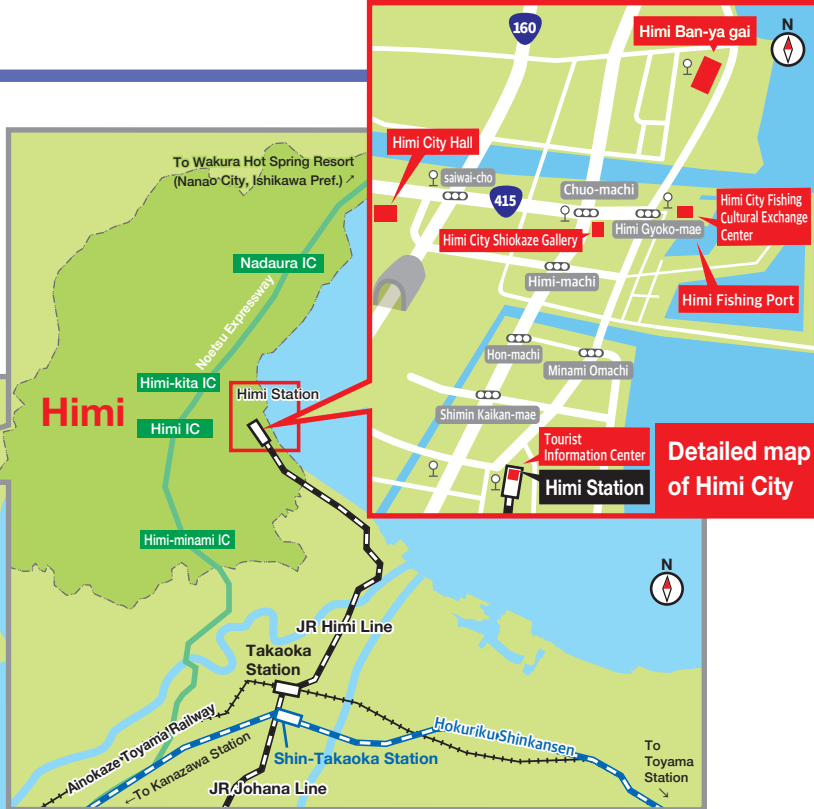 160
Himi Ban-ya gai
N
Himi City Hall
saiwai-cho
415
Chuo-machi
Himi City Fishing
Cultural Exchange
Center
Himi City Shiokaze Gallery
Himi Gyoko-mae
Himi-machi
Himi Fishing Port
Hon-machi
Minami Omachi
Shimin Kaikan-mae
Tourist
Information Center
Himi Station
Detailed map
of Himi City
To Wakura Hot Spring Resort
(Nanao City, Ishikawa Pref.) ↗
Nadaura IC
Noetsu Expressway
Himi-kita IC
Himi Station
Himi
Himi IC
Himi-minami IC
N
JR Himi Line
Takaoka
Station
Ainokaze Toyama Railway
←To Kanazawa Station
Shin-Takaoka Station
Hokuriku Shinkansen
To
Toyama
Station
↘
JR Johana Line